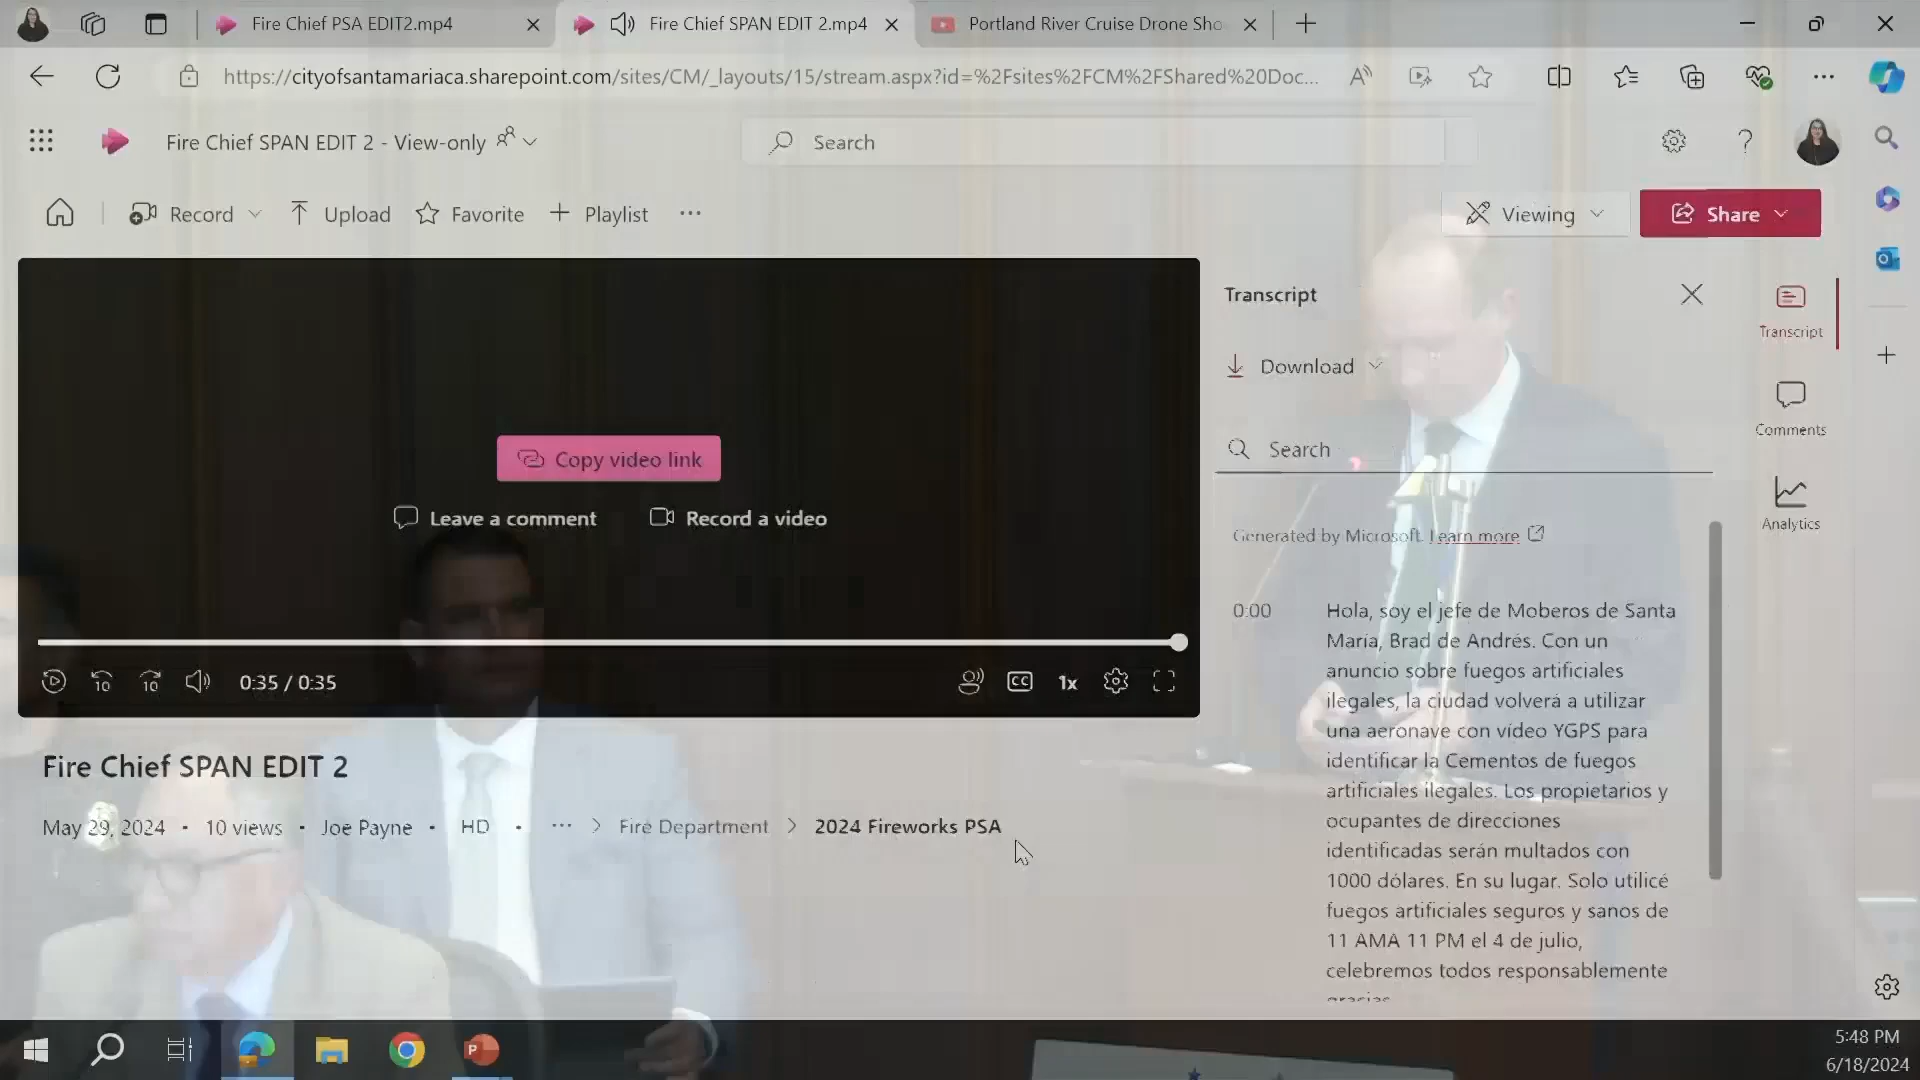 Fire Chief PSA EDIT2.mp4
Fire Chief SPAN EDIT 2.mp4
Portland River Cruise Drone Sho
https://cityofsantamariaca.sharepoint.com/sites/CM/_layouts/15/stream.aspx?id=%2Fsites%2FCM%2FShared%20Doc...
Fire Chief SPAN EDIT 2 - View-only
Search
Record
Upload
Favorite
Playlist
Viewing
Share
Transcript
Download
Search
Transcript
Comments
Analytics
Copy video link
Leave a comment
Record a video
10
10
0:35 / 0:35
CC
1x
Generated by Microsoft. Learn more
0:00
Hola, soy el jefe de Moberos de Santa
María, Brad de Andrés. Con un
anuncio sobre fuegos artificiales
ilegales, la ciudad volverá a utilizar
una aeronave con vídeo YGPS para
identificar la Cementos de fuegos
artificiales ilegales. Los propietarios y
ocupantes de direcciones
identificadas serán multados con
1000 dólares. En su lugar. Solo utilicé
fuegos artificiales seguros y sanos de
11 AMA 11 PM el 4 de julio,
celebremos todos responsablemente
gracias.
Fire Chief SPAN EDIT 2
May 29, 2024 • 10 views • Joe Payne • HD • ··· > Fire Department > 2024 Fireworks PSA
5:48 PM
6/18/2024